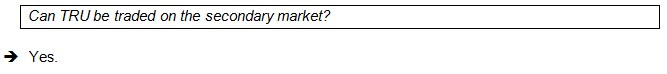 Can TRU be traded on the secondary market?
➔ Yes.